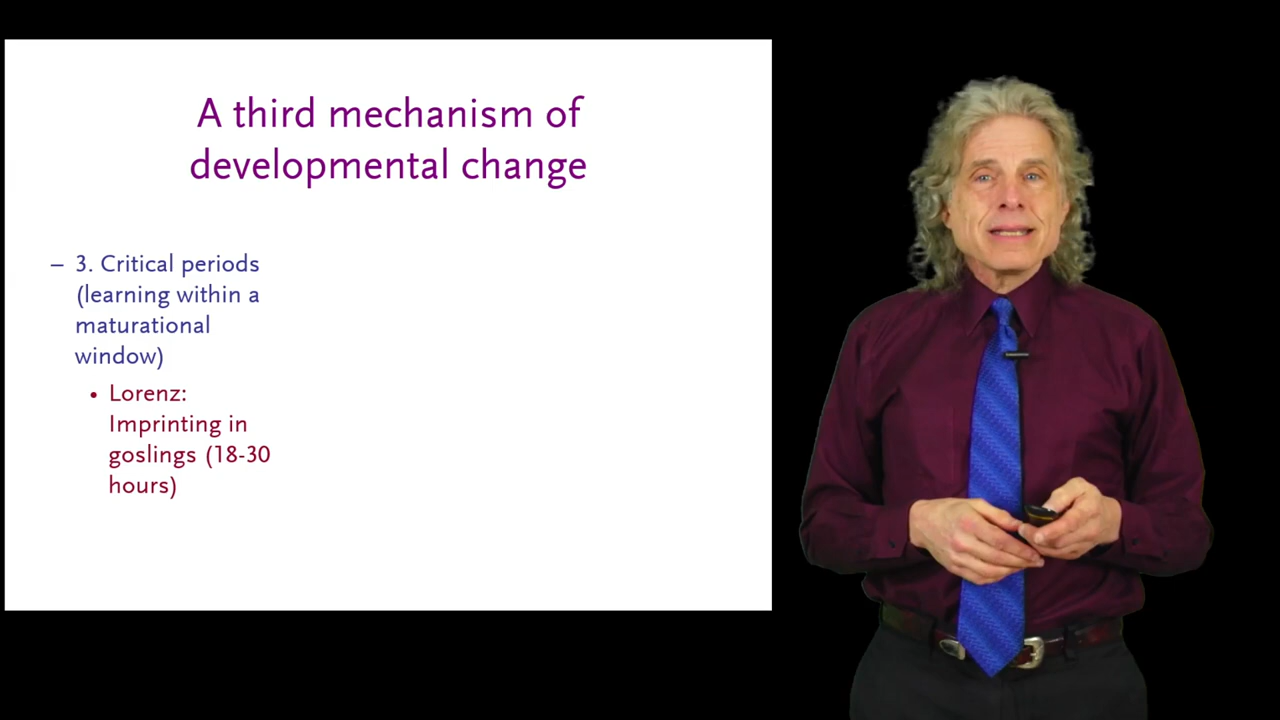 A third mechanism of
developmental change
– 3. Critical periods
(learning within a
maturational
window)
• Lorenz:
Imprinting in
goslings (18-30
hours)